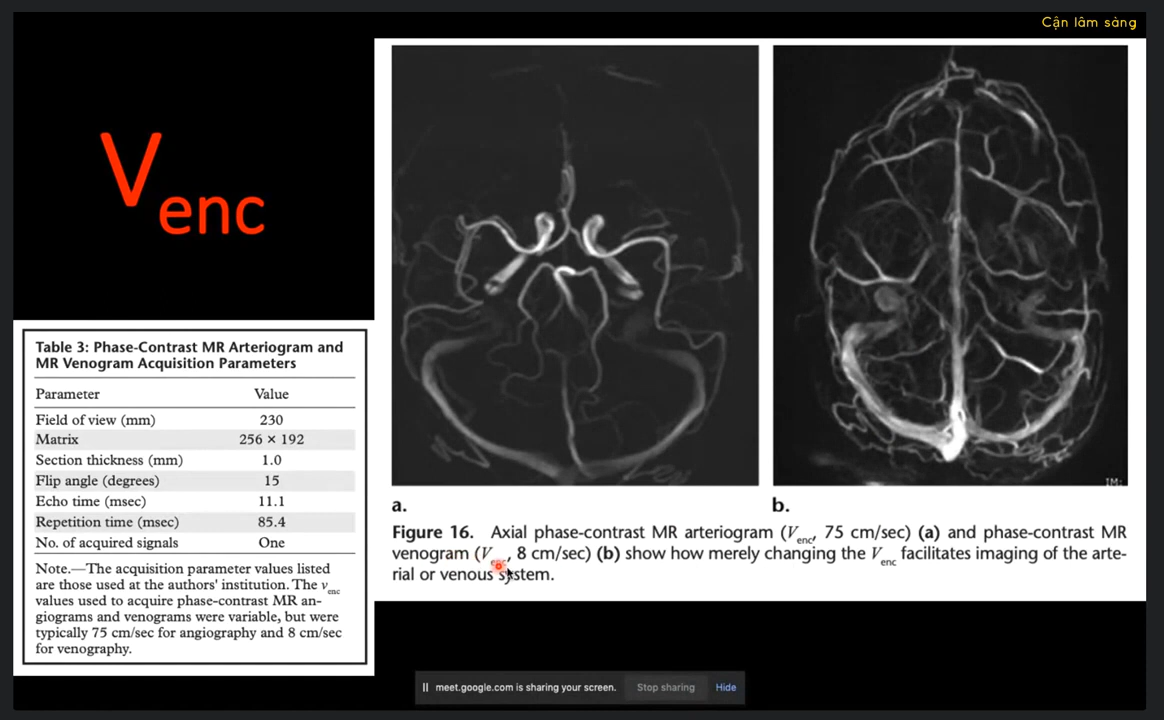 Cận lâm sàng
Venc
Table 3: Phase-Contrast MR Arteriogram and
MR Venogram Acquisition Parameters
Parameter Value
Field of view (mm) 230
Matrix 256 × 192
Section thickness (mm) 1.0
Flip angle (degrees) 15
Echo time (msec) 11.1
Repetition time (msec) 85.4
No. of acquired signals One
Note.—The acquisition parameter values listed
are those used at the authors' institution. The venc
values used to acquire phase-contrast MR an-
giograms and venograms were variable, but were
typically 75 cm/sec for angiography and 8 cm/sec
for venography.
IM:
a. b.
Figure 16. Axial phase-contrast MR arteriogram (Venc, 75 cm/sec) (a) and phase-contrast MR
venogram (V , 8 cm/sec) (b) show how merely changing the Venc facilitates imaging of the arte-
rial or venous system.
meet.google.com is sharing your screen. Stop sharing Hide